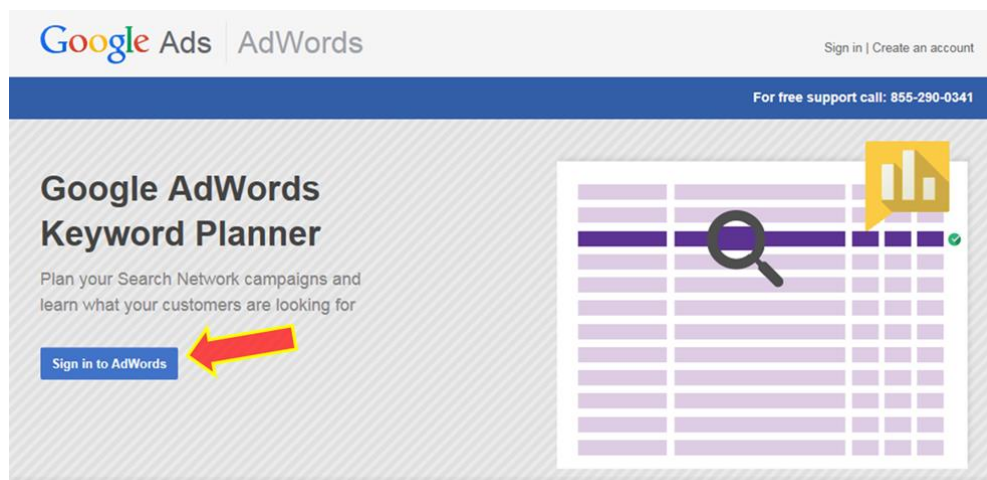 Google Ads AdWords
Sign in | Create an account
For free support call: 855-290-0341
Google AdWords
Keyword Planner
Plan your Search Network campaigns and
learn what your customers are looking for
Sign in to AdWords